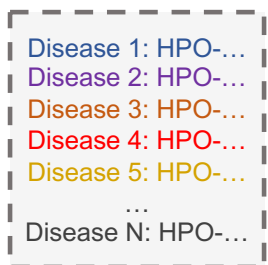 Disease 1: HPO-…
Disease 2: HPO-…
Disease 3: HPO-…
Disease 4: HPO-…
Disease 5: HPO-…
…
Disease N: HPO-…